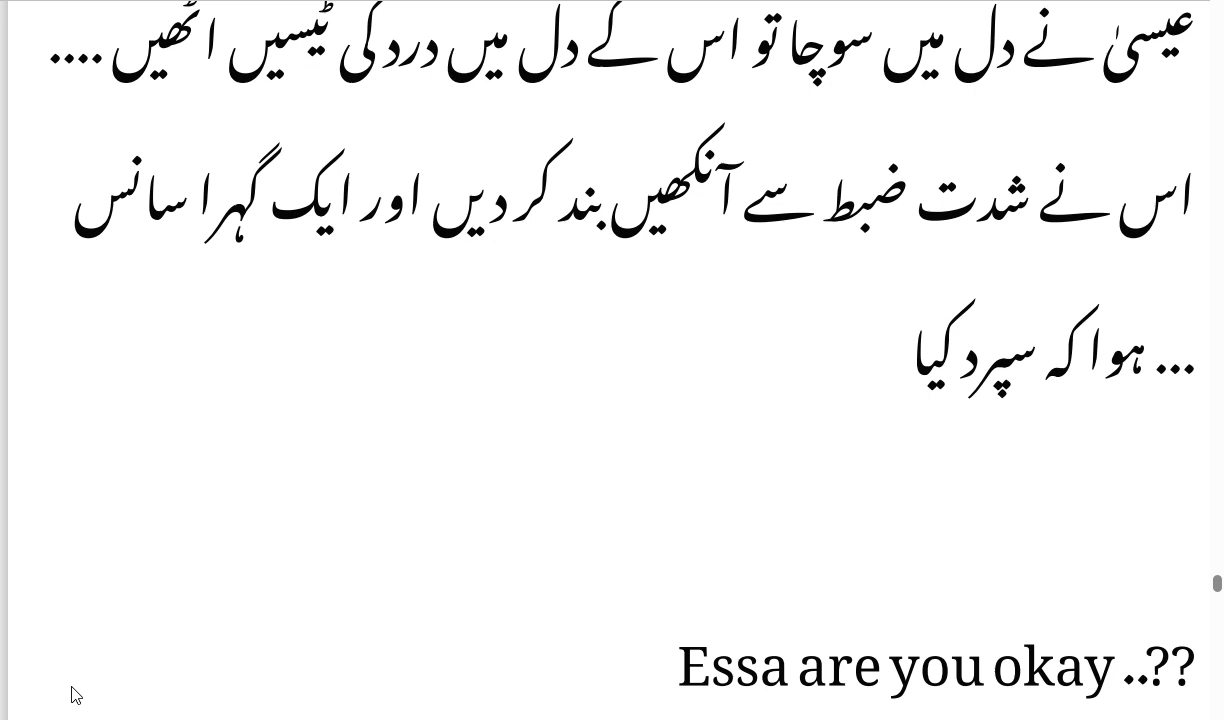 عیسیٰ نے دل میں سوچا تو اس کے دل میں درد کی ٹیسیں اٹھیں ....
اس نے شدت ضبط سے آنکھیں بند کر دیں اور ایک گہرا سانس
... ہوا کہ سپرد کیا
Essa are you okay ..??